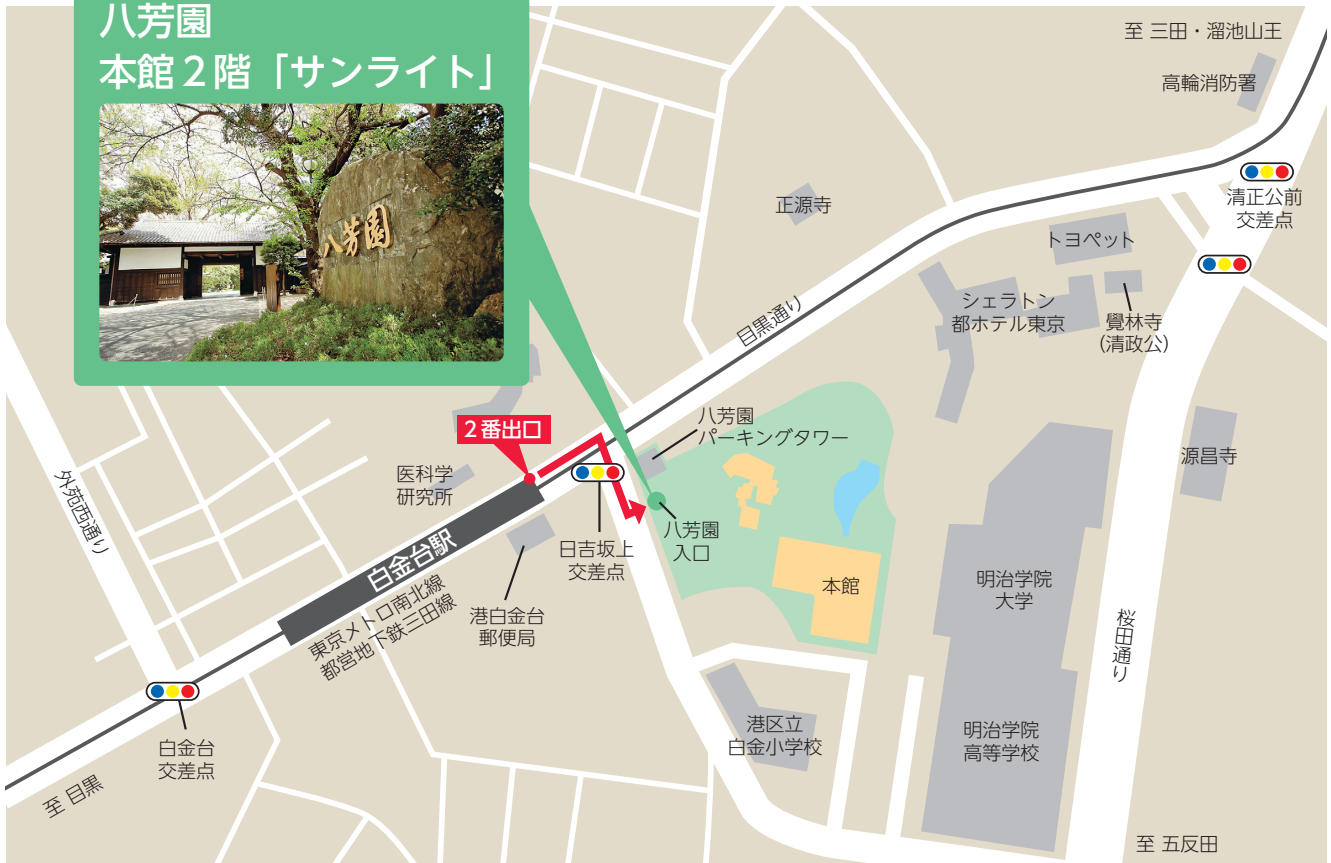 八芳園
本館2階「サンライト」
八芳園
至 三田・溜池山王
高輪消防署
清正公前
交差点
正源寺
トヨペット
シェラトン
都ホテル東京
覺林寺
(清政公)
目黒通り
八芳園
パーキングタワー
2番出口
医科学
研究所
外苑西通り
源昌寺
白金台駅
東京メトロ南北線
都営地下鉄三田線
日吉坂上
交差点
八芳園
入口
本館
明治学院
大学
港白金台
郵便局
桜田通り
白金台
交差点
港区立
白金小学校
明治学院
高等学校
至 目黒
至 五反田